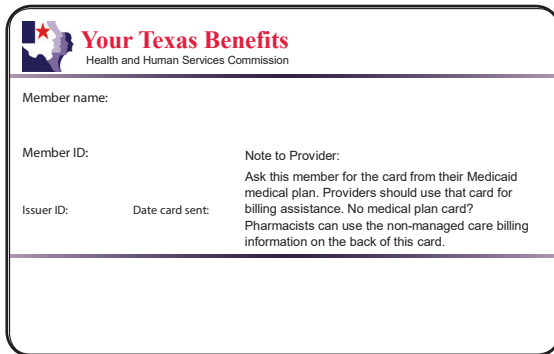 Your Texas Benefits
Health and Human Services Commission
Member name:
Member ID:
Note to Provider:
Ask this member for the card from their Medicaid
medical plan. Providers should use that card for
billing assistance. No medical plan card?
Pharmacists can use the non-managed care billing
information on the back of this card.
Issuer ID:
Date card sent: